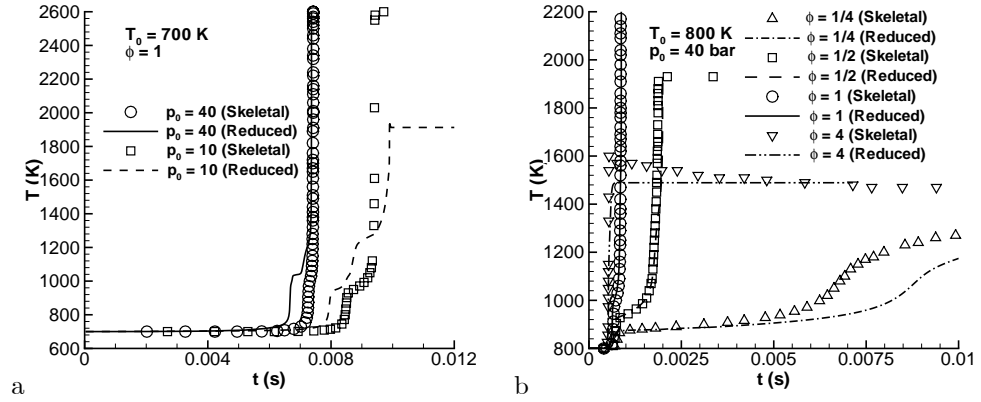 T0 = 700 K
ϕ = 1
p0 = 40 (Skeletal)
p0 = 40 (Reduced)
p0 = 10 (Skeletal)
p0 = 10 (Reduced)
T (K)
2600
2400
2200
2000
1800
1600
1400
1200
1000
800
600
0
0.004
0.008
0.012
t (s)
a
T0 = 800 K
p0 = 40 bar
ϕ = 1/4 (Skeletal)
ϕ = 1/4 (Reduced)
ϕ = 1/2 (Skeletal)
ϕ = 1/2 (Reduced)
ϕ = 1 (Skeletal)
ϕ = 1 (Reduced)
ϕ = 4 (Skeletal)
ϕ = 4 (Reduced)
T (K)
2200
2000
1800
1600
1400
1200
1000
800
0
0.0025
0.005
0.0075
0.01
t (s)
b